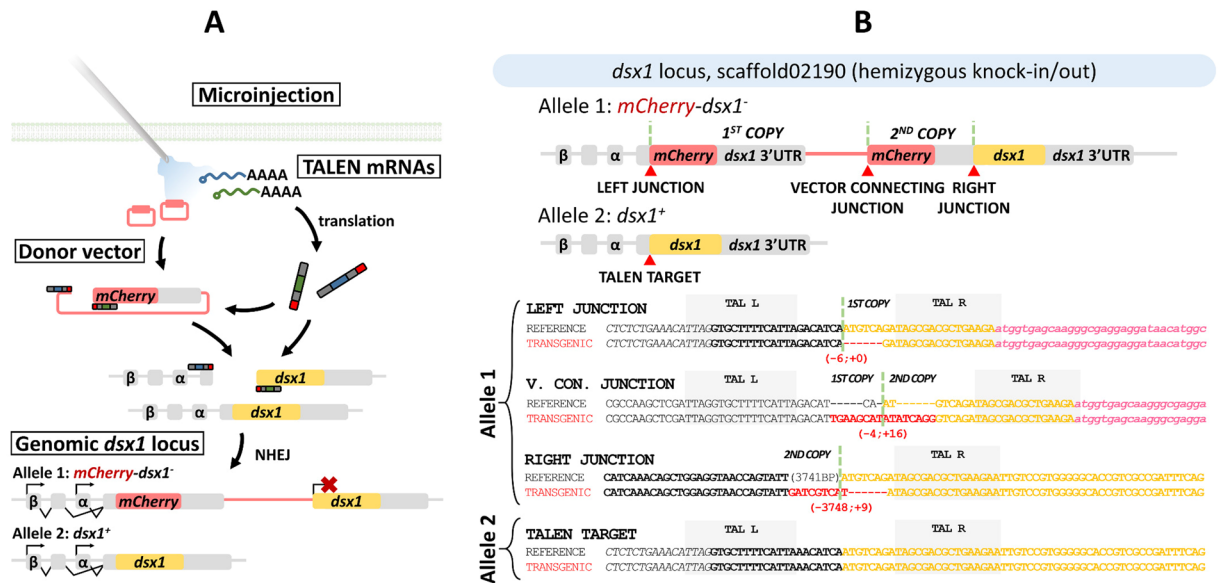 A
Microinjection
TALEN mRNAs
AAAA
AAAA
translation
Donor vector
mCherry
β α dsx1
β α dsx1
Genomic dsx1 locus
NHEJ
Allele 1: mCherry-dsx1⁻
β α mCherry dsx1
Allele 2: dsx1⁺
β α dsx1
B
dsx1 locus, scaffold02190 (hemizygous knock-in/out)
Allele 1: mCherry-dsx1⁻
1ST COPY 2ND COPY
β α mCherry dsx1 3'UTR mCherry dsx1 dsx1 3'UTR
LEFT JUNCTION VECTOR CONNECTING JUNCTION RIGHT JUNCTION
Allele 2: dsx1⁺
β α dsx1 dsx1 3'UTR
TALEN TARGET
Allele 1
LEFT JUNCTION TAL L 1ST COPY TAL R
REFERENCE CTCTCTGAAACATTAGGTGCTTTTCATTAGACATCAATGTCAGATAGCGACGCTGAAGAatggtgagcaagggcgaggaggataacatggc
TRANSGENIC CTCTCTGAAACATTAGGTGCTTTTCATTAGACATCA------GATAGCGACGCTGAAGAatggtgagcaagggcgaggaggataacatggc
(-6;+0)
V. CON. JUNCTION TAL L 1ST COPY 2ND COPY TAL R
REFERENCE CGCCAAGCTCGATTAGGTGCTTTTCATTAGACAT-----CA-AT------GTCAGATAGCGACGCTGAAGAatggtgagcaagggcgagga
TRANSGENIC CGCCAAGCTCGATTAGGTGCTTTTCATTAGACATTGAAGCATATATCAGGGTCAGATAGCGACGCTGAAGAatggtgagcaagggcgagga
(-4;+16)
RIGHT JUNCTION 2ND COPY TAL R
REFERENCE CATCAAACAGCTGGAGGTAACCAGTATT(3741BP)ATGTCAGATAGCGACGCTGAAGAATTGTCCGTGGGGGCACCGTCGCCGATTTCAG
TRANSGENIC CATCAAACAGCTGGAGGTAACCAGTATTGATCGTCAT------ATAGCGACGCTGAAGAATTGTCCGTGGGGGCACCGTCGCCGATTTCAG
(-3748;+9)
Allele 2
TALEN TARGET TAL L TAL R
REFERENCE CTCTCTGAAACATTAGGTGCTTTTCATTAAACATCAATGTCAGATAGCGACGCTGAAGAATTGTCCGTGGGGGCACCGTCGCCGATTTCAG
TRANSGENIC CTCTCTGAAACATTAGGTGCTTTTCATTAAACATCAATGTCAGATAGCGACGCTGAAGAATTGTCCGTGGGGGCACCGTCGCCGATTTCAG